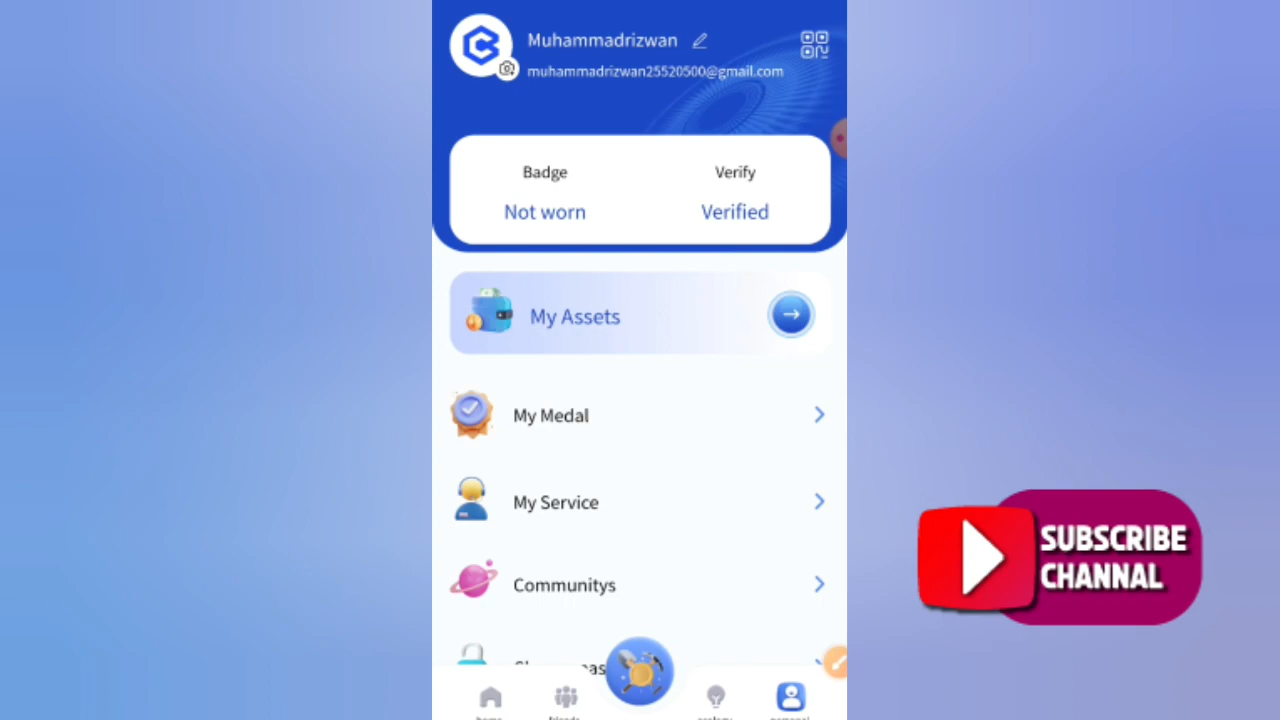 Muhammadrizwan
muhammadrizwan25520500@gmail.com
Badge
Verify
Not worn
Verified
My Assets
My Medal
My Service
Communitys
SUBSCRIBE
CHANNAL